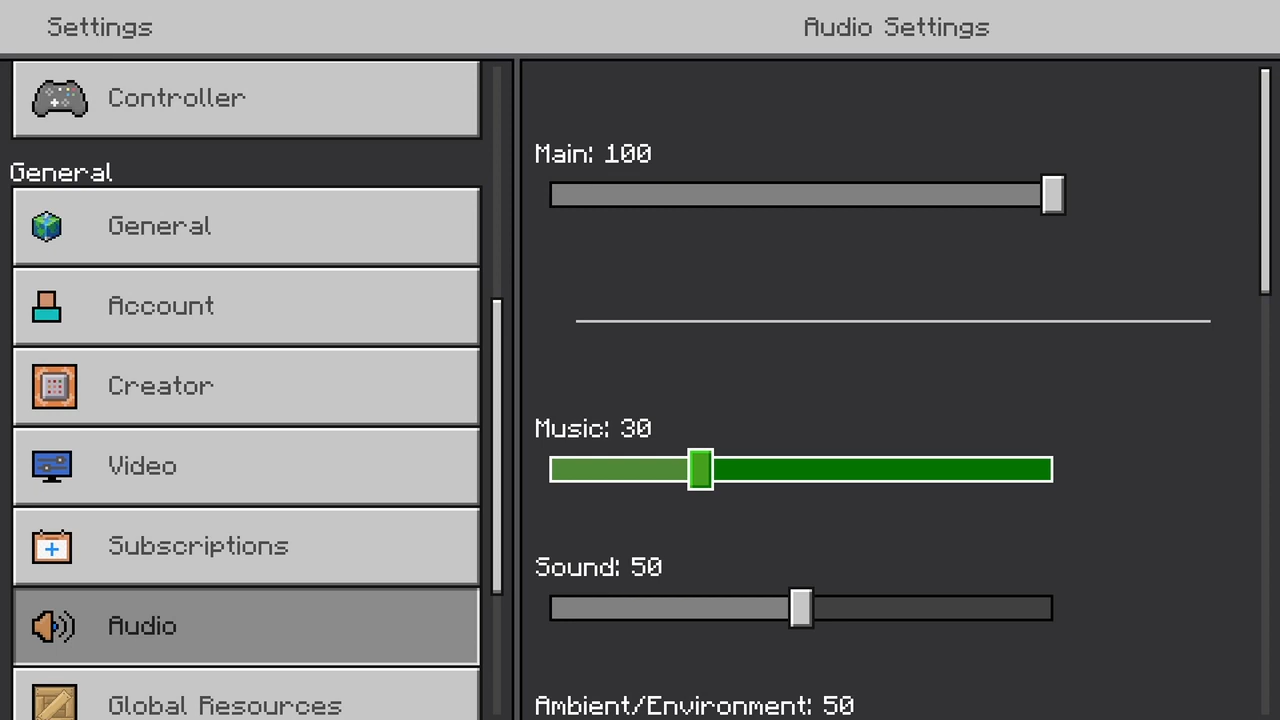 Settings
Audio Settings
Controller
General
General
Account
Creator
Video
Subscriptions
Audio
Global Resources
Main: 100
Music: 30
Sound: 50
Ambient/Environment: 50